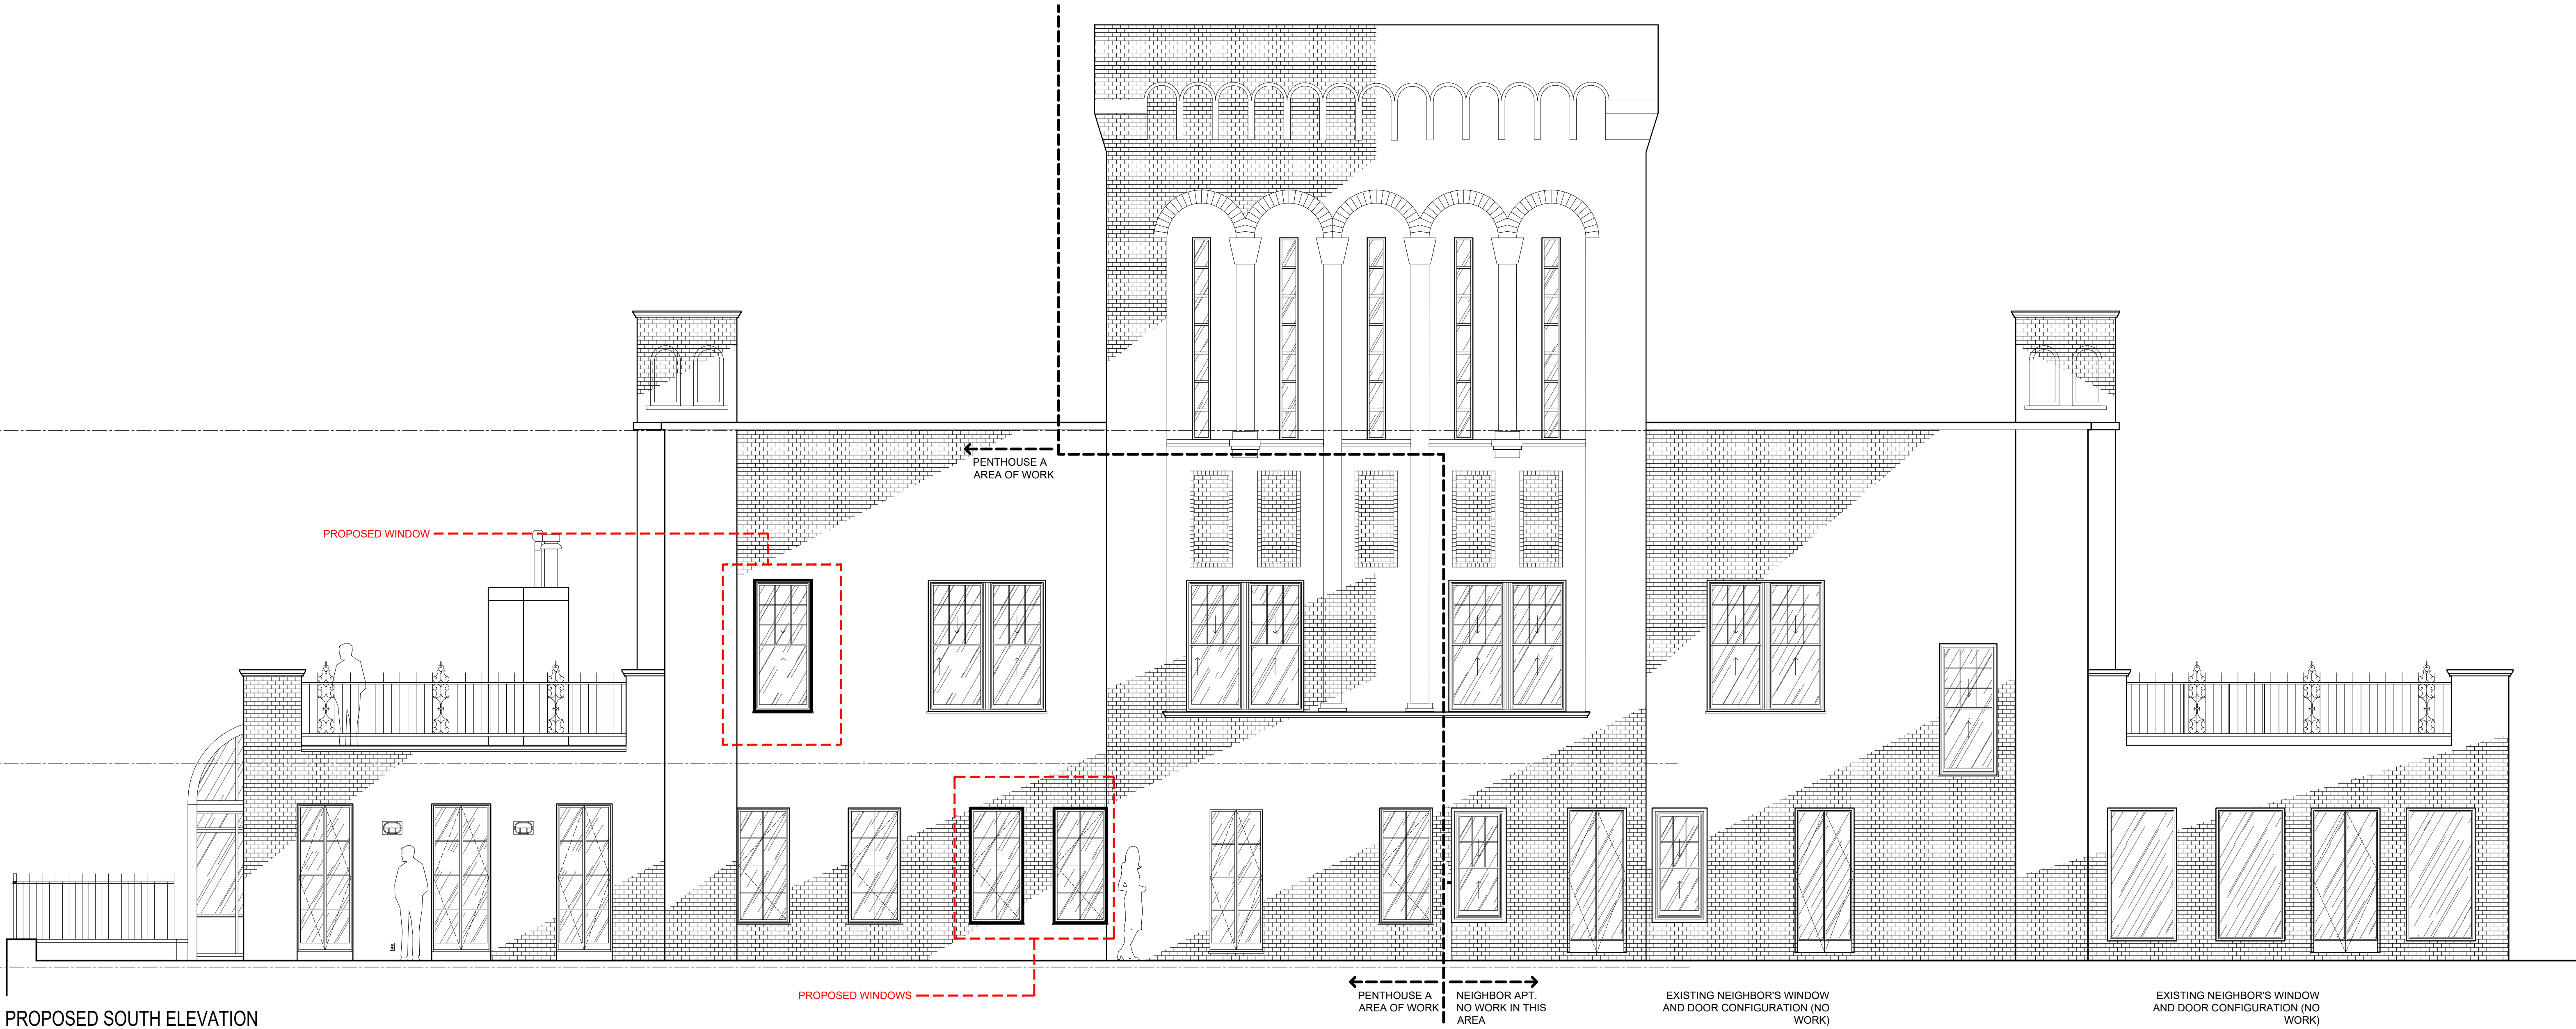 PENTHOUSE A
AREA OF WORK
PROPOSED WINDOW
PROPOSED WINDOWS
PENTHOUSE A
AREA OF WORK
NEIGHBOR APT.
NO WORK IN THIS
AREA
EXISTING NEIGHBOR'S WINDOW
AND DOOR CONFIGURATION (NO
WORK)
EXISTING NEIGHBOR'S WINDOW
AND DOOR CONFIGURATION (NO
WORK)
PROPOSED SOUTH ELEVATION